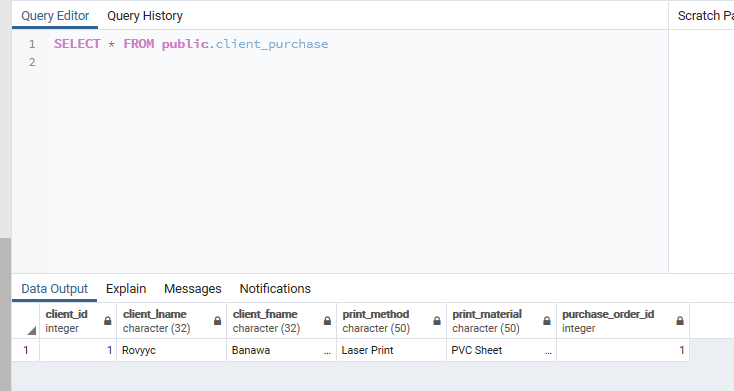 Query Editor Query History Scratch Pa
1 SELECT * FROM public.client_purchase
2
Data Output Explain Messages Notifications
client_id client_lname client_fname print_method print_material purchase_order_id
integer character (32) character (32) character (50) character (50) integer
1 1 Rovyyc Banawa ... Laser Print PVC Sheet ... 1